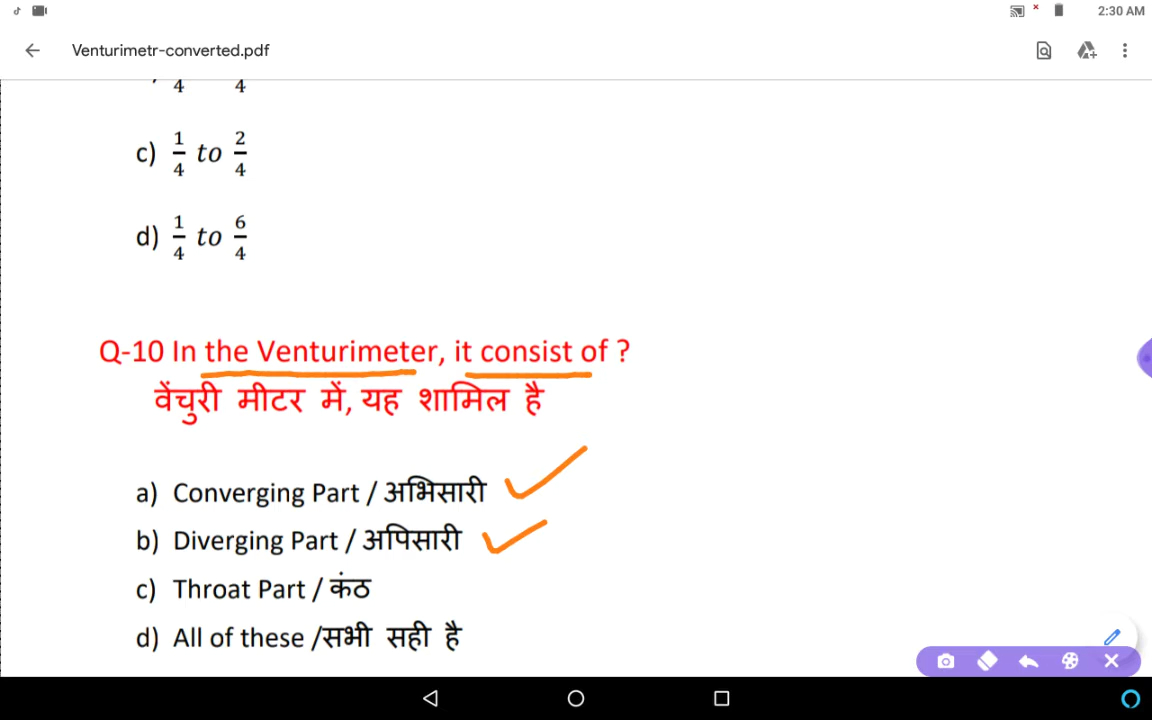 2:30 AM
Venturimetr-converted.pdf
4 4
c) 1/4 to 2/4
d) 1/4 to 6/4
Q-10 In the Venturimeter, it consist of ?
वेंचुरी मीटर में, यह शामिल है
a) Converging Part / अभिसारी
b) Diverging Part / अपिसारी
c) Throat Part / कंठ
d) All of these /सभी सही है